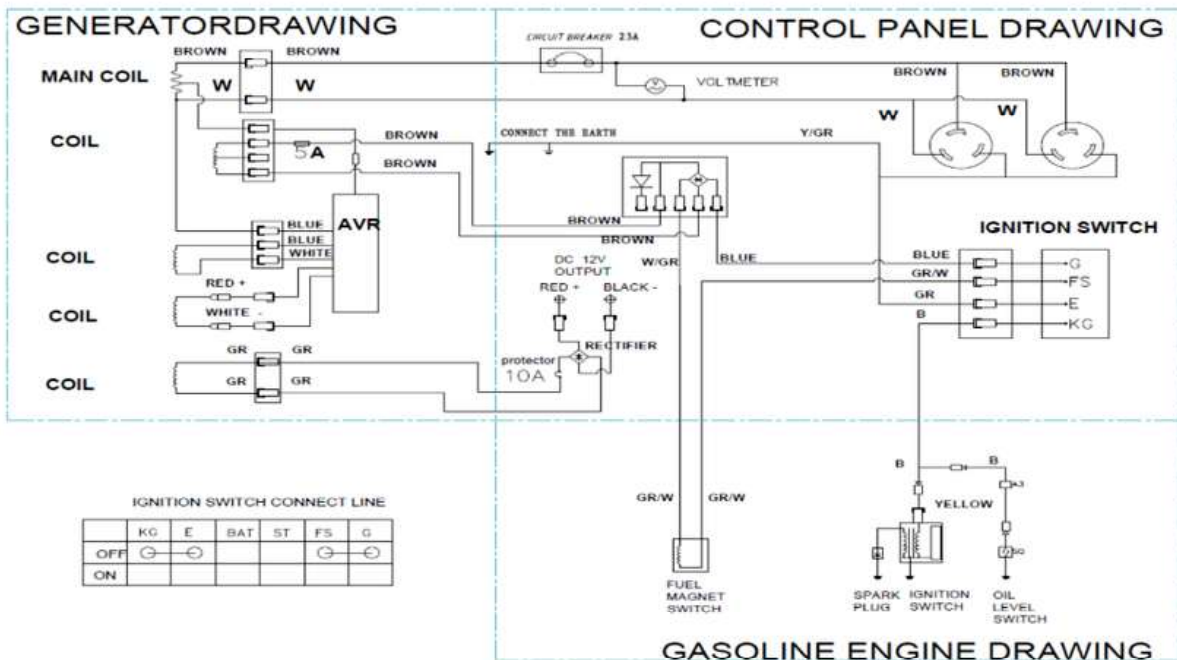 GENERATORDRAWING
CONTROL PANEL DRAWING
BROWN
BROWN
CIRCUIT BREAKER 23A
MAIN COIL
W
W
VOLTMETER
BROWN
BROWN
W
W
COIL
5A
BROWN
BROWN
CONNECT THE EARTH
Y/GR
AVR
BLUE
BLUE
WHITE
BROWN
BROWN
IGNITION SWITCH
COIL
RED +
WHITE -
COIL
DC 12V
OUTPUT
RED +
BLACK -
W/GR
BLUE
BLUE
G
GR/W
FS
GR
E
B
KG
RECTIFIER
protector
10A
GR
GR
GR
GR
COIL
IGNITION SWITCH CONNECT LINE
KG E BAT ST FS G
OFF
ON
GR/W
GR/W
FUEL
MAGNET
SWITCH
B
B
YELLOW
SPARK
PLUG
IGNITION
SWITCH
OIL
LEVEL
SWITCH
GASOLINE ENGINE DRAWING